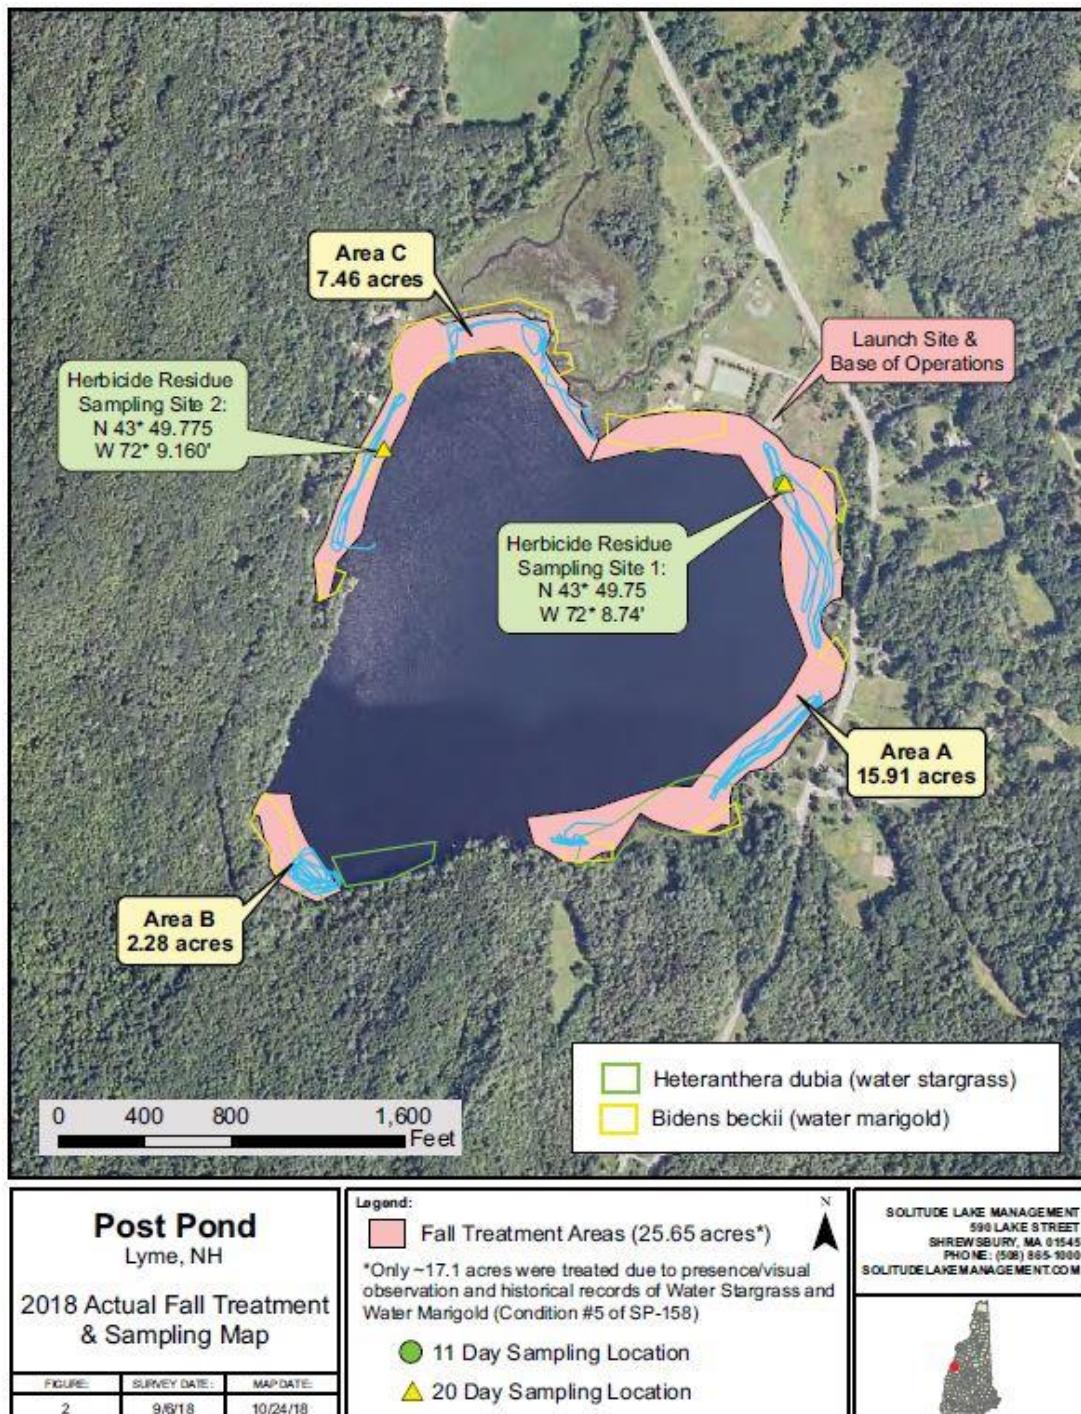 Area C
7.46 acres
Launch Site &
Base of Operations
Herbicide Residue
Sampling Site 2:
N 43* 49.775
W 72* 9.160'
Herbicide Residue
Sampling Site 1:
N 43* 49.75
W 72* 8.74'
Area A
15.91 acres
Area B
2.28 acres
Heteranthera dubia (water stargrass)
Bidens beckii (water marigold)
0 400 800 1,600
Feet
Post Pond
Lyme, NH
2018 Actual Fall Treatment
& Sampling Map
FIGURE: SURVEY DATE: MAP DATE:
2 9/6/18 10/24/18
Legend:
N
Fall Treatment Areas (25.65 acres*)
*Only ~17.1 acres were treated due to presence/visual
observation and historical records of Water Stargrass and
Water Marigold (Condition #5 of SP-158)
11 Day Sampling Location
20 Day Sampling Location
SOLITUDE LAKE MANAGEMENT
590 LAKE STREET
SHREWSBURY, MA 01545
PHONE: (508) 865-1000
SOLITUDELAKEMANAGEMENT.COM